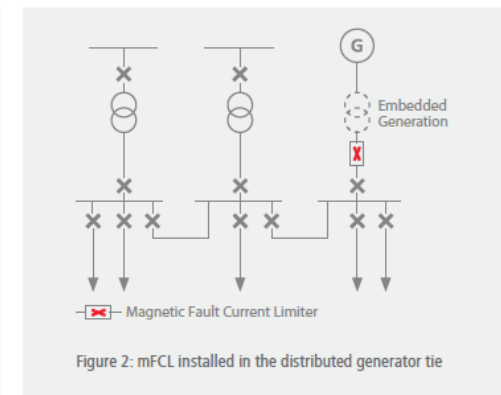 G
Embedded
Generation
Magnetic Fault Current Limiter
Figure 2: mFCL installed in the distributed generator tie